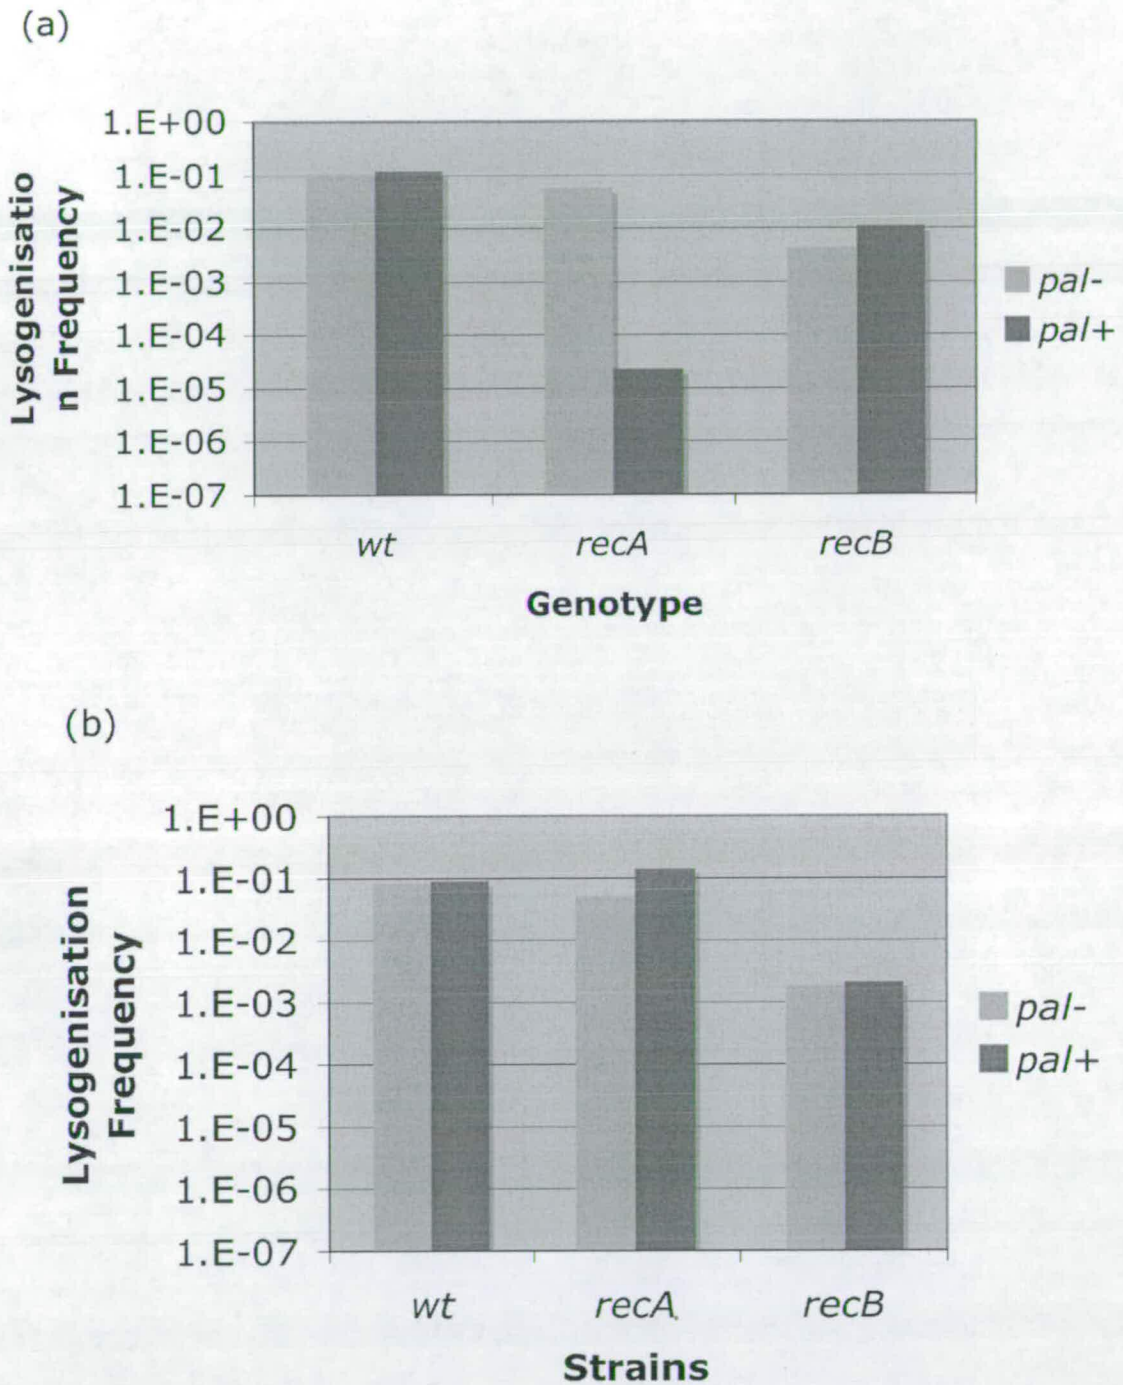 (a)
1.E+00
1.E-01
1.E-02
1.E-03
1.E-04
1.E-05
1.E-06
1.E-07
Lysogenisatio
n Frequency
wt recA recB
Genotype
pal-
pal+
(b)
1.E+00
1.E-01
1.E-02
1.E-03
1.E-04
1.E-05
1.E-06
1.E-07
Lysogenisation
Frequency
wt recA recB
Strains
pal-
pal+